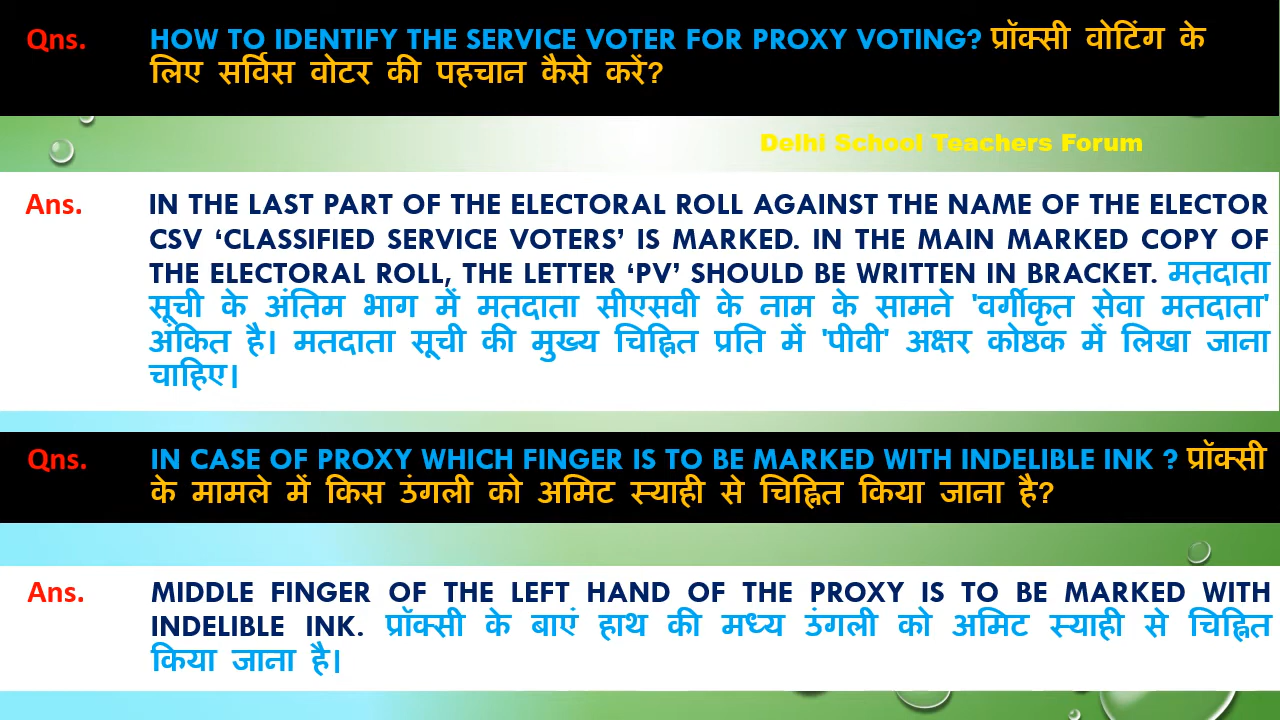 Qns. HOW TO IDENTIFY THE SERVICE VOTER FOR PROXY VOTING? प्रॉक्सी वोटिंग के
लिए सर्विस वोटर की पहचान कैसे करें?
Delhi School Teachers Forum
Ans. IN THE LAST PART OF THE ELECTORAL ROLL AGAINST THE NAME OF THE ELECTOR
CSV ‘CLASSIFIED SERVICE VOTERS’ IS MARKED. IN THE MAIN MARKED COPY OF
THE ELECTORAL ROLL, THE LETTER ‘PV’ SHOULD BE WRITTEN IN BRACKET. मतदाता
सूची के अंतिम भाग में मतदाता सीएसवी के नाम के सामने 'वर्गीकृत सेवा मतदाता'
अंकित है। मतदाता सूची की मुख्य चिह्नित प्रति में 'पीवी' अक्षर कोष्ठक में लिखा जाना
चाहिए।
Qns. IN CASE OF PROXY WHICH FINGER IS TO BE MARKED WITH INDELIBLE INK ? प्रॉक्सी
के मामले में किस उंगली को अमिट स्याही से चिह्नित किया जाना है?
Ans. MIDDLE FINGER OF THE LEFT HAND OF THE PROXY IS TO BE MARKED WITH
INDELIBLE INK. प्रॉक्सी के बाएं हाथ की मध्य उंगली को अमिट स्याही से चिह्नित
किया जाना है।